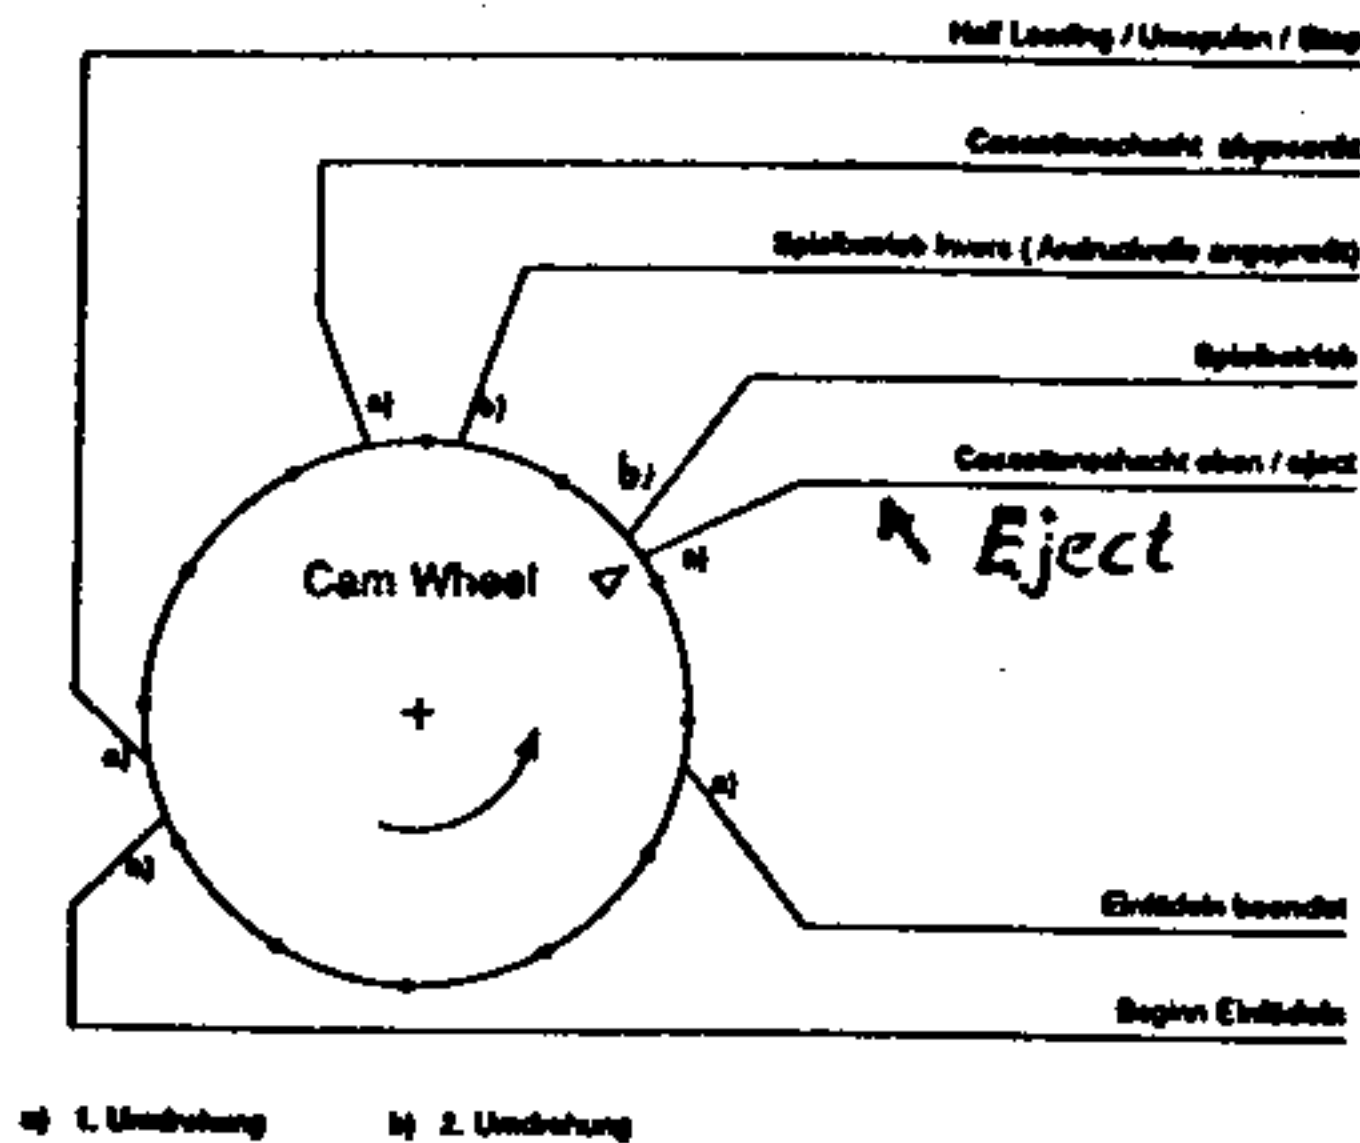 Half Loading / Umspulen / Stop
Cassettenschacht abgesenkt
Spielbetrieb Invers (Andruckrolle angepreßt)
a)
b)
Spielbetrieb
b)
Cassettenschacht oben / eject
a)
Eject
Cam Wheel
+
a)
a)
Einfädeln beendet
Beginn Einfädeln
a) 1. Umdrehung b) 2. Umdrehung